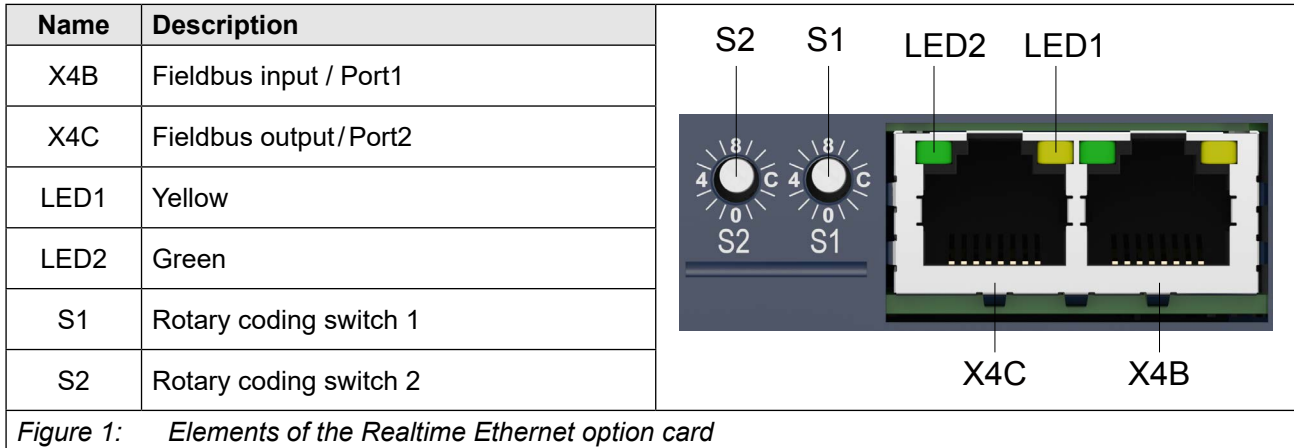 Name Description
X4B Fieldbus input / Port1
X4C Fieldbus output/Port2
LED1 Yellow
LED2 Green
S1 Rotary coding switch 1
S2 Rotary coding switch 2
S2 S1 LED2 LED1
8 8
4 C 4 C
0 0
S2 S1
X4C X4B
Figure 1: Elements of the Realtime Ethernet option card